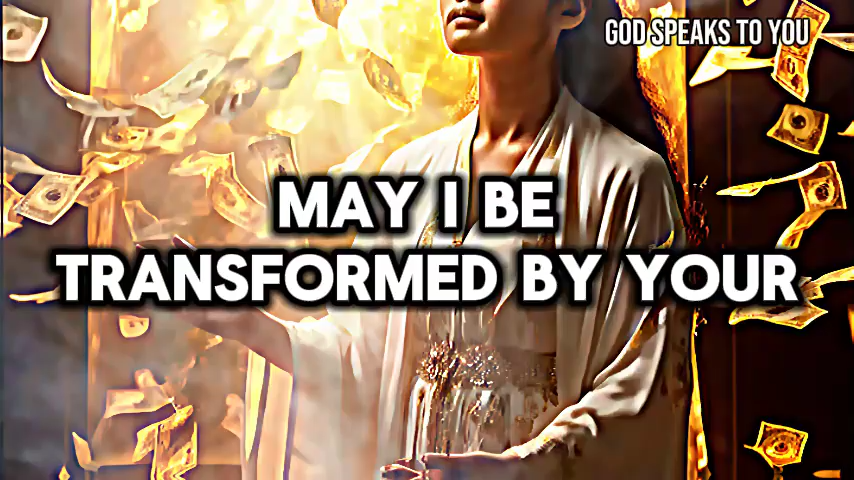 GOD SPEAKS TO YOU
MAY I BE
TRANSFORMED BY YOUR